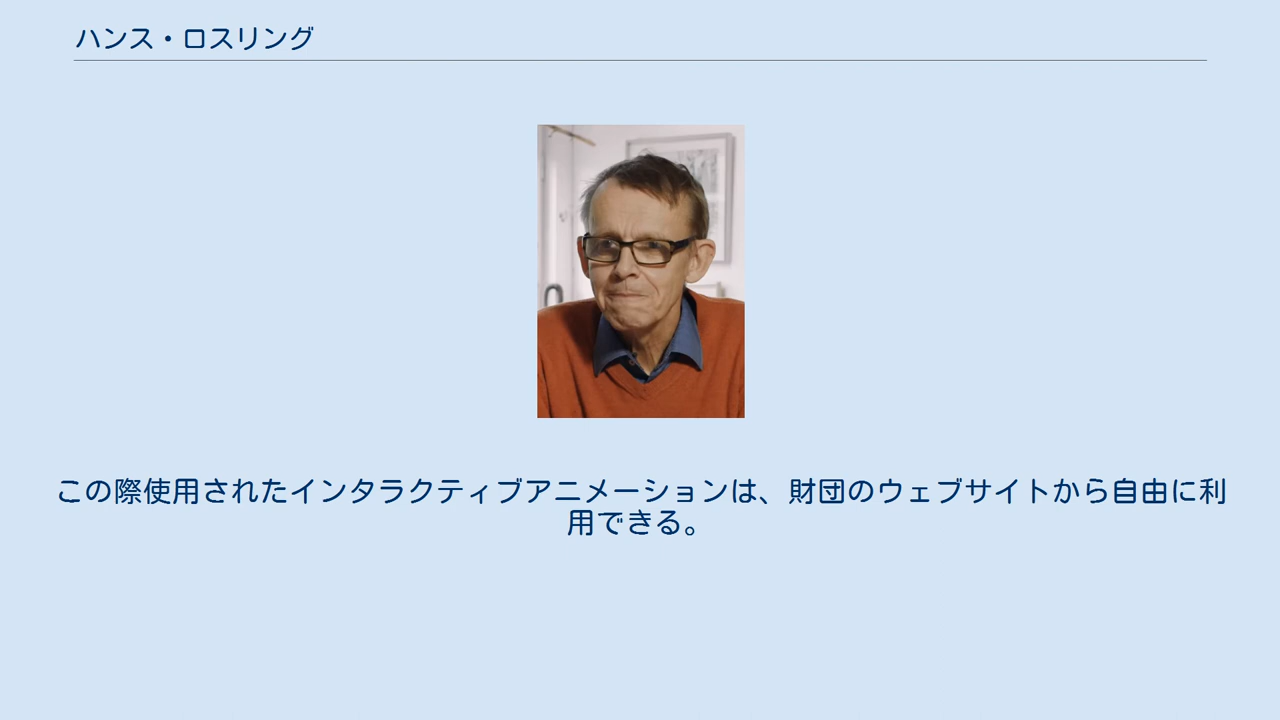 ハンス・ロスリング
この際使用されたインタラクティブアニメーションは、財団のウェブサイトから自由に利
用できる。